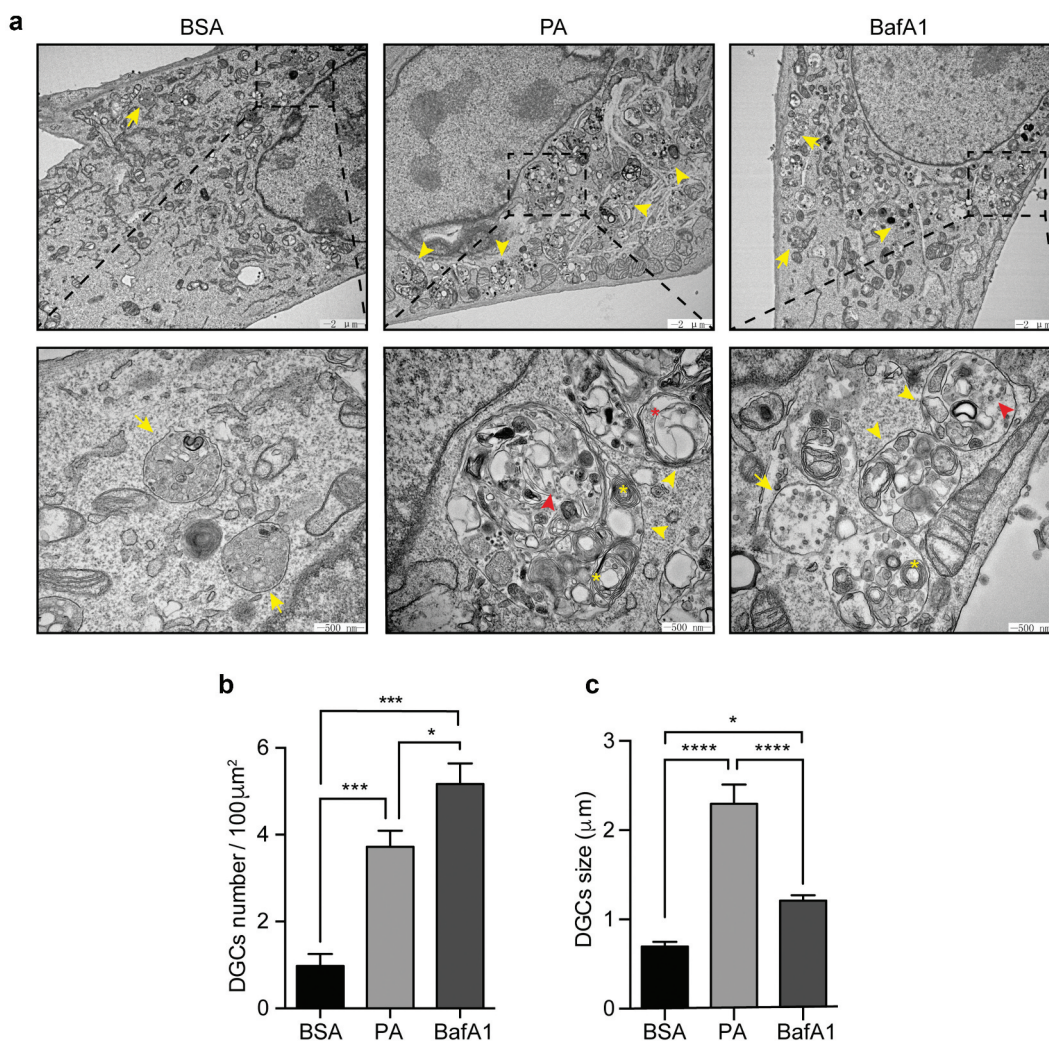 a
BSA
PA
BafA1
2 μm
2 μm
2 μm
500 nm
500 nm
500 nm
b
***
*
***
DGCs number / 100μm²
6
4
2
0
BSA
PA
BafA1
c
*
****
****
DGCs size (μm)
3
2
1
0
BSA
PA
BafA1